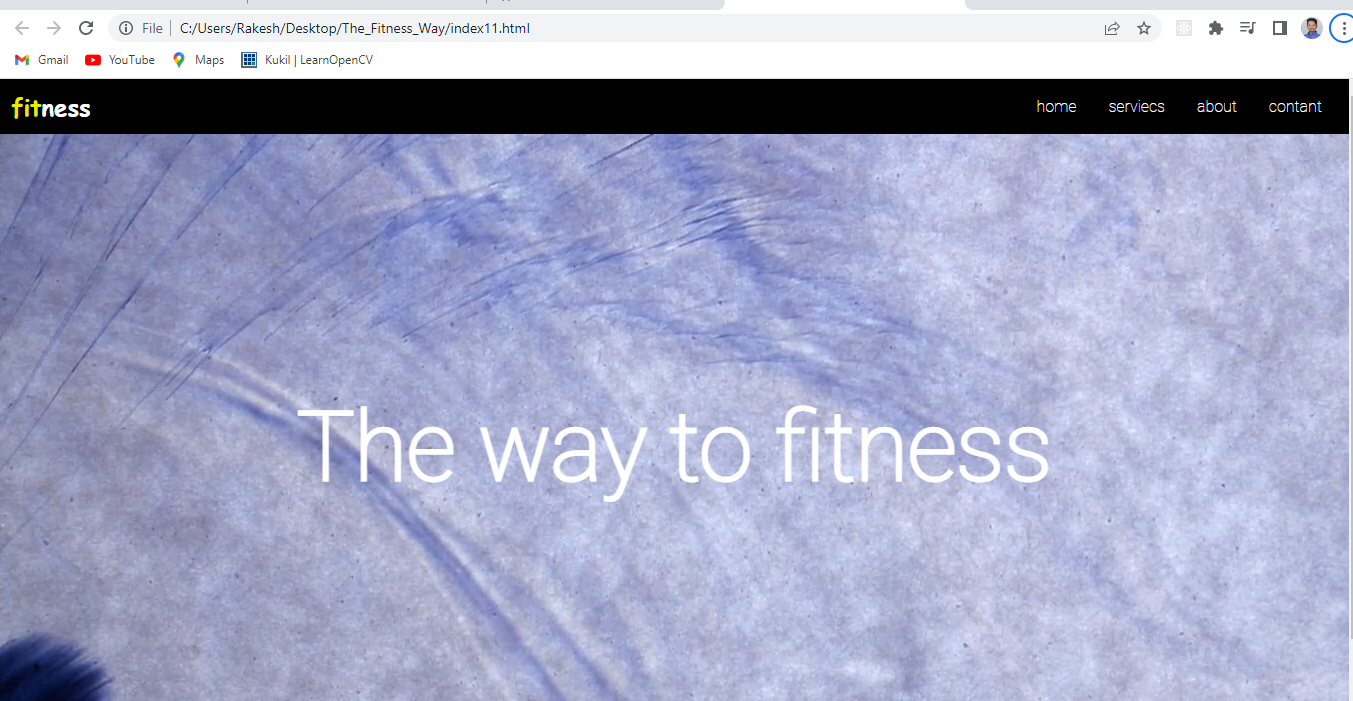 File C:/Users/Rakesh/Desktop/The_Fitness_Way/index11.html
Gmail YouTube Maps Kukil | LearnOpenCV
fitness home serviecs about contant
The way to fitness